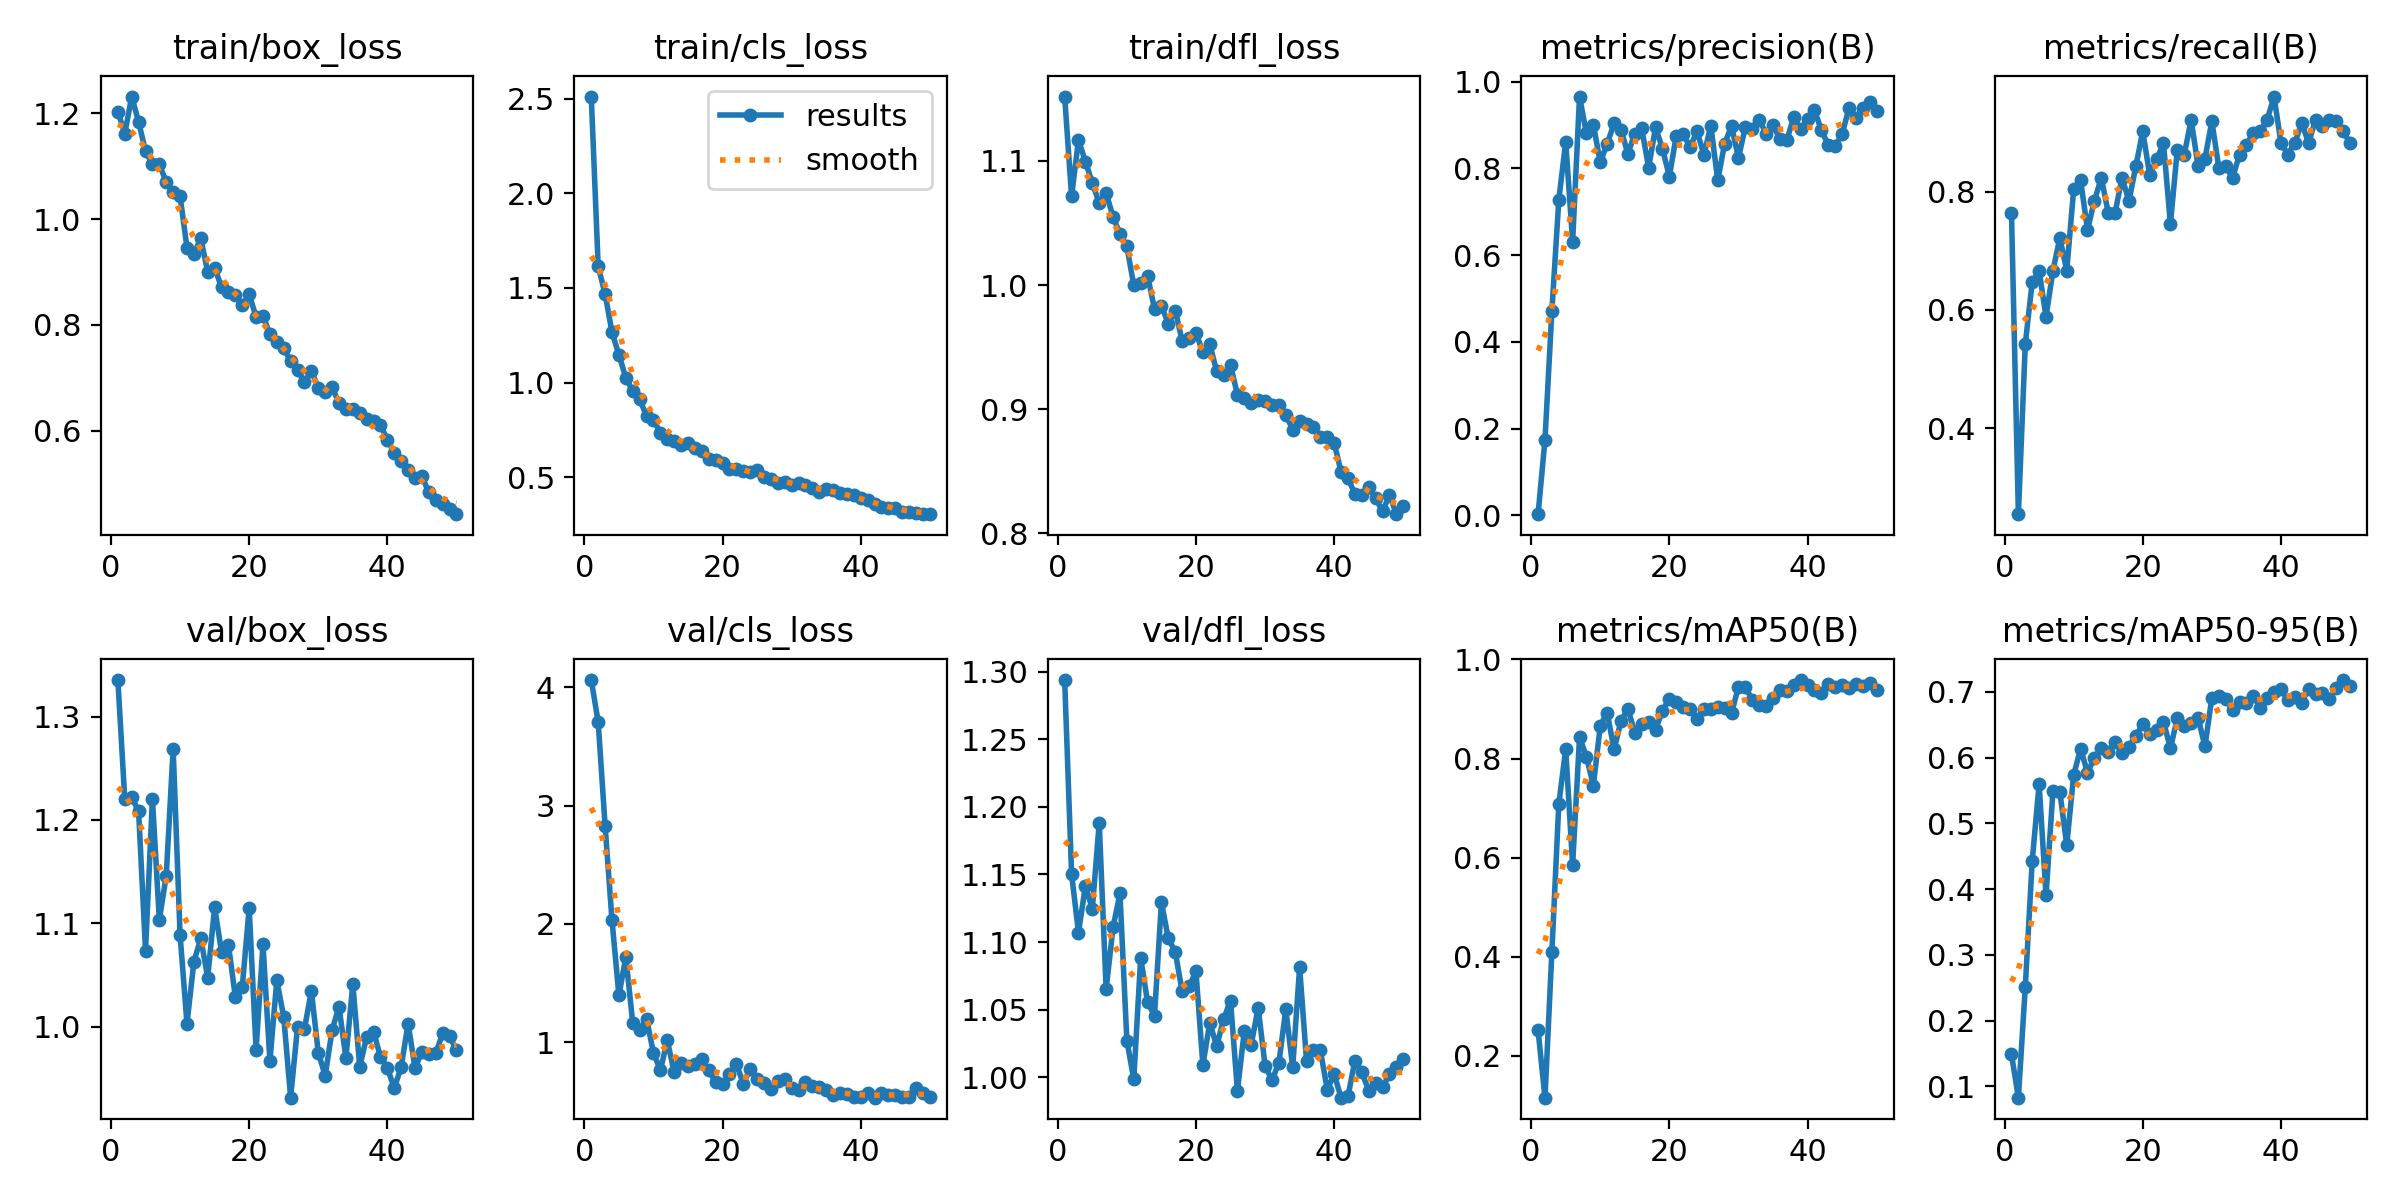 train/box_loss
1.2
1.0
0.8
0.6
0 20 40
train/cls_loss
results
smooth
2.5
2.0
1.5
1.0
0.5
0 20 40
train/dfl_loss
1.1
1.0
0.9
0.8
0 20 40
metrics/precision(B)
1.0
0.8
0.6
0.4
0.2
0.0
0 20 40
metrics/recall(B)
0.8
0.6
0.4
0 20 40
val/box_loss
1.3
1.2
1.1
1.0
0 20 40
val/cls_loss
4
3
2
1
0 20 40
val/dfl_loss
1.30
1.25
1.20
1.15
1.10
1.05
1.00
0 20 40
metrics/mAP50(B)
1.0
0.8
0.6
0.4
0.2
0 20 40
metrics/mAP50-95(B)
0.7
0.6
0.5
0.4
0.3
0.2
0.1
0 20 40